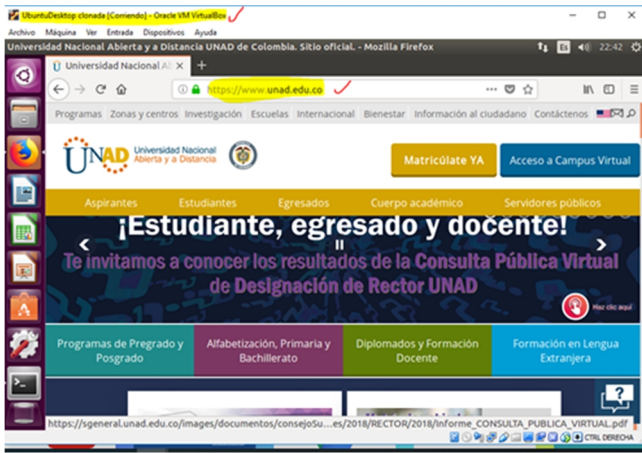 UbuntuDesktop clonada [Corriendo] - Oracle VM VirtualBox
Archivo Máquina Ver Entrada Dispositivos Ayuda
Universidad Nacional Abierta y a Distancia UNAD de Colombia. Sitio oficial. - Mozilla Firefox Es 22:42
Universidad Nacional A
https://www.unad.edu.co
Programas Zonas y centros Investigación Escuelas Internacional Bienestar Información al ciudadano Contáctenos
UNAD Universidad Nacional
Abierta y a Distancia
Matricúlate YA Acceso a Campus Virtual
Aspirantes Estudiantes Egresados Cuerpo académico Servidores públicos
¡Estudiante, egresado y docente!
Te invitamos a conocer los resultados de la Consulta Pública Virtual
de Designación de Rector UNAD
Haz clic aquí
Programas de Pregrado y
Posgrado
Alfabetización, Primaria y
Bachillerato
Diplomados y Formación
Docente
Formación en Lengua
Extranjera
https://sgeneral.unad.edu.co/images/documentos/consejoSu....es/2018/RECTOR/2018/Informe_CONSULTA_PUBLICA_VIRTUAL.pdf
CTRL DERECHA